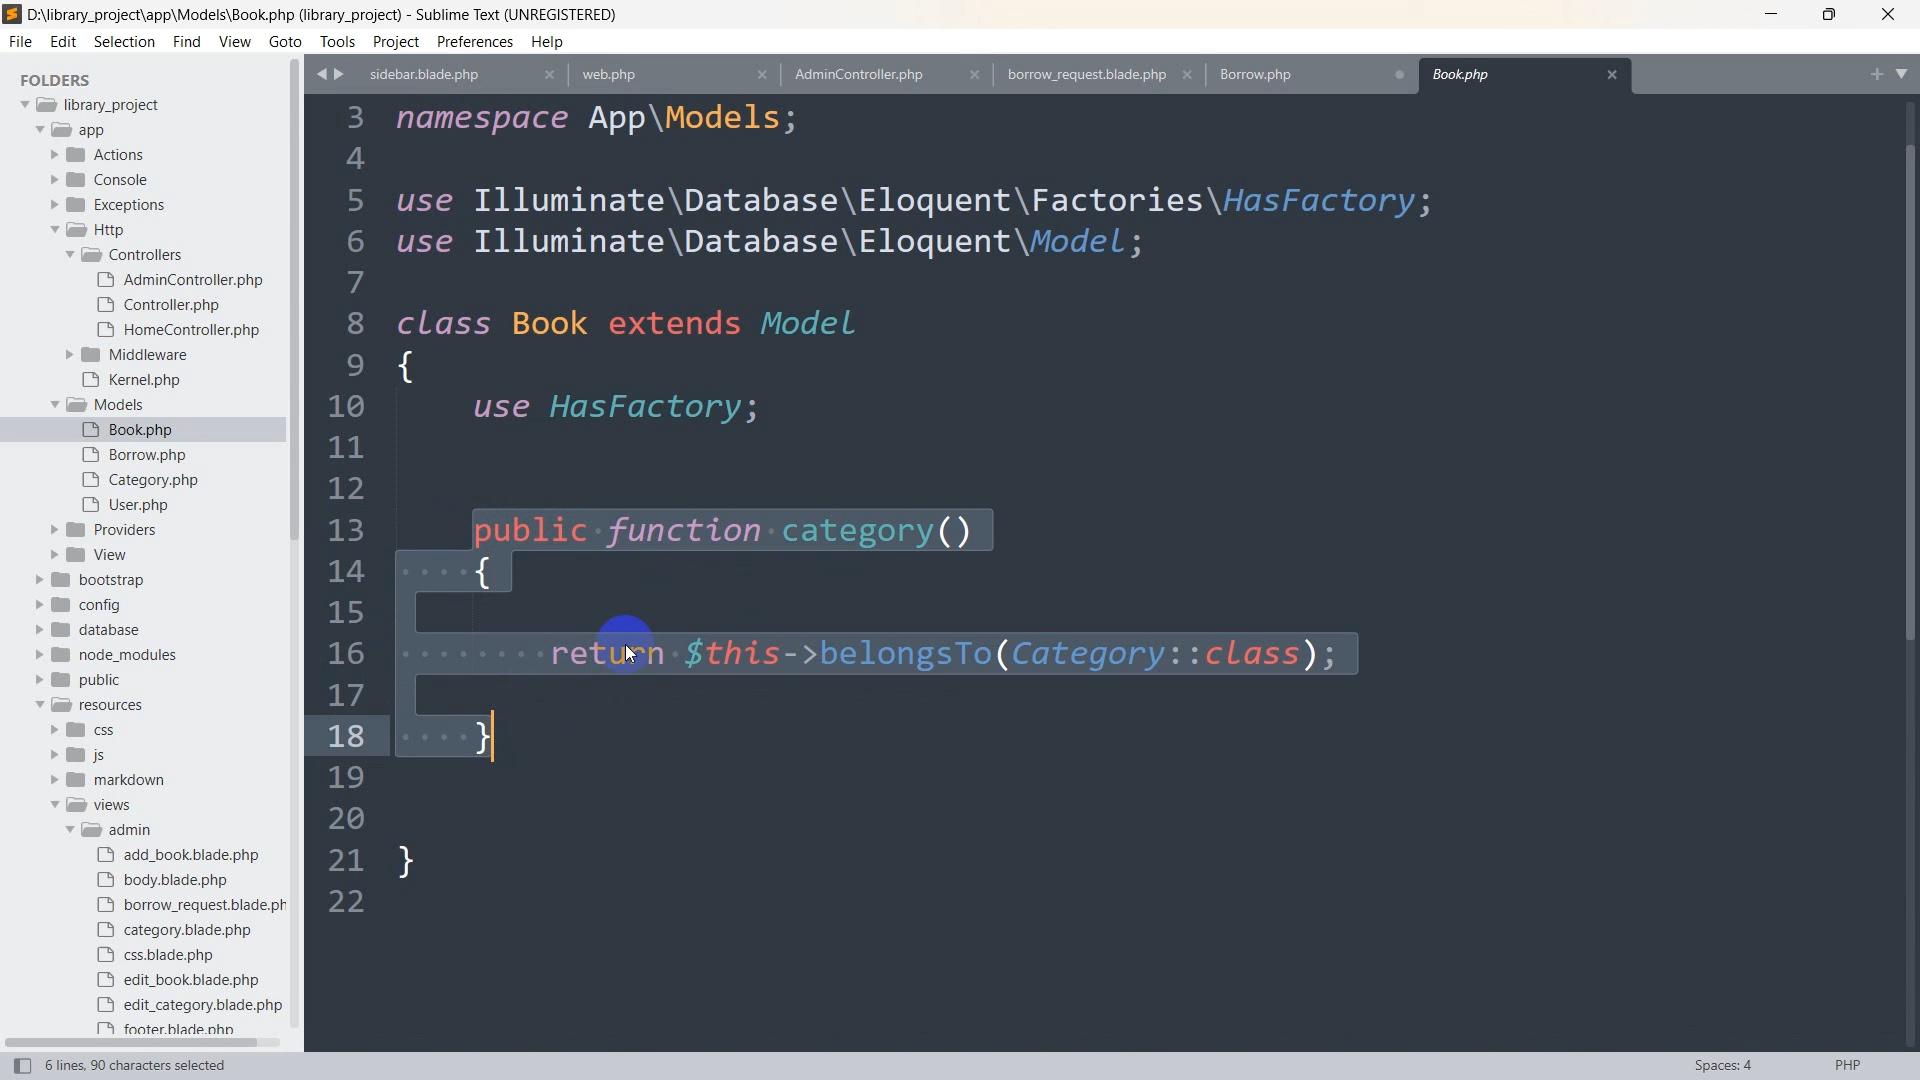 D:\library_project\app\Models\Book.php (library_project) - Sublime Text (UNREGISTERED)
File Edit Selection Find View Goto Tools Project Preferences Help
FOLDERS
library_project
app
Actions
Console
Exceptions
Http
Controllers
AdminController.php
Controller.php
HomeController.php
Middleware
Kernel.php
Models
Book.php
Borrow.php
Category.php
User.php
Providers
View
bootstrap
config
database
node_modules
public
resources
css
js
markdown
views
admin
add_book.blade.php
body.blade.php
borrow_request.blade.ph
category.blade.php
css.blade.php
edit_book.blade.php
edit_category.blade.php
footer.blade.php
sidebar.blade.php web.php AdminController.php borrow_request.blade.php Borrow.php Book.php
3 namespace App\Models;
4
5 use Illuminate\Database\Eloquent\Factories\HasFactory;
6 use Illuminate\Database\Eloquent\Model;
7
8 class Book extends Model
9 {
10 use HasFactory;
11
12
13 public function category()
14 {
15
16 return $this->belongsTo(Category::class);
17
18 }
19
20
21 }
22
6 lines, 90 characters selected Spaces: 4 PHP